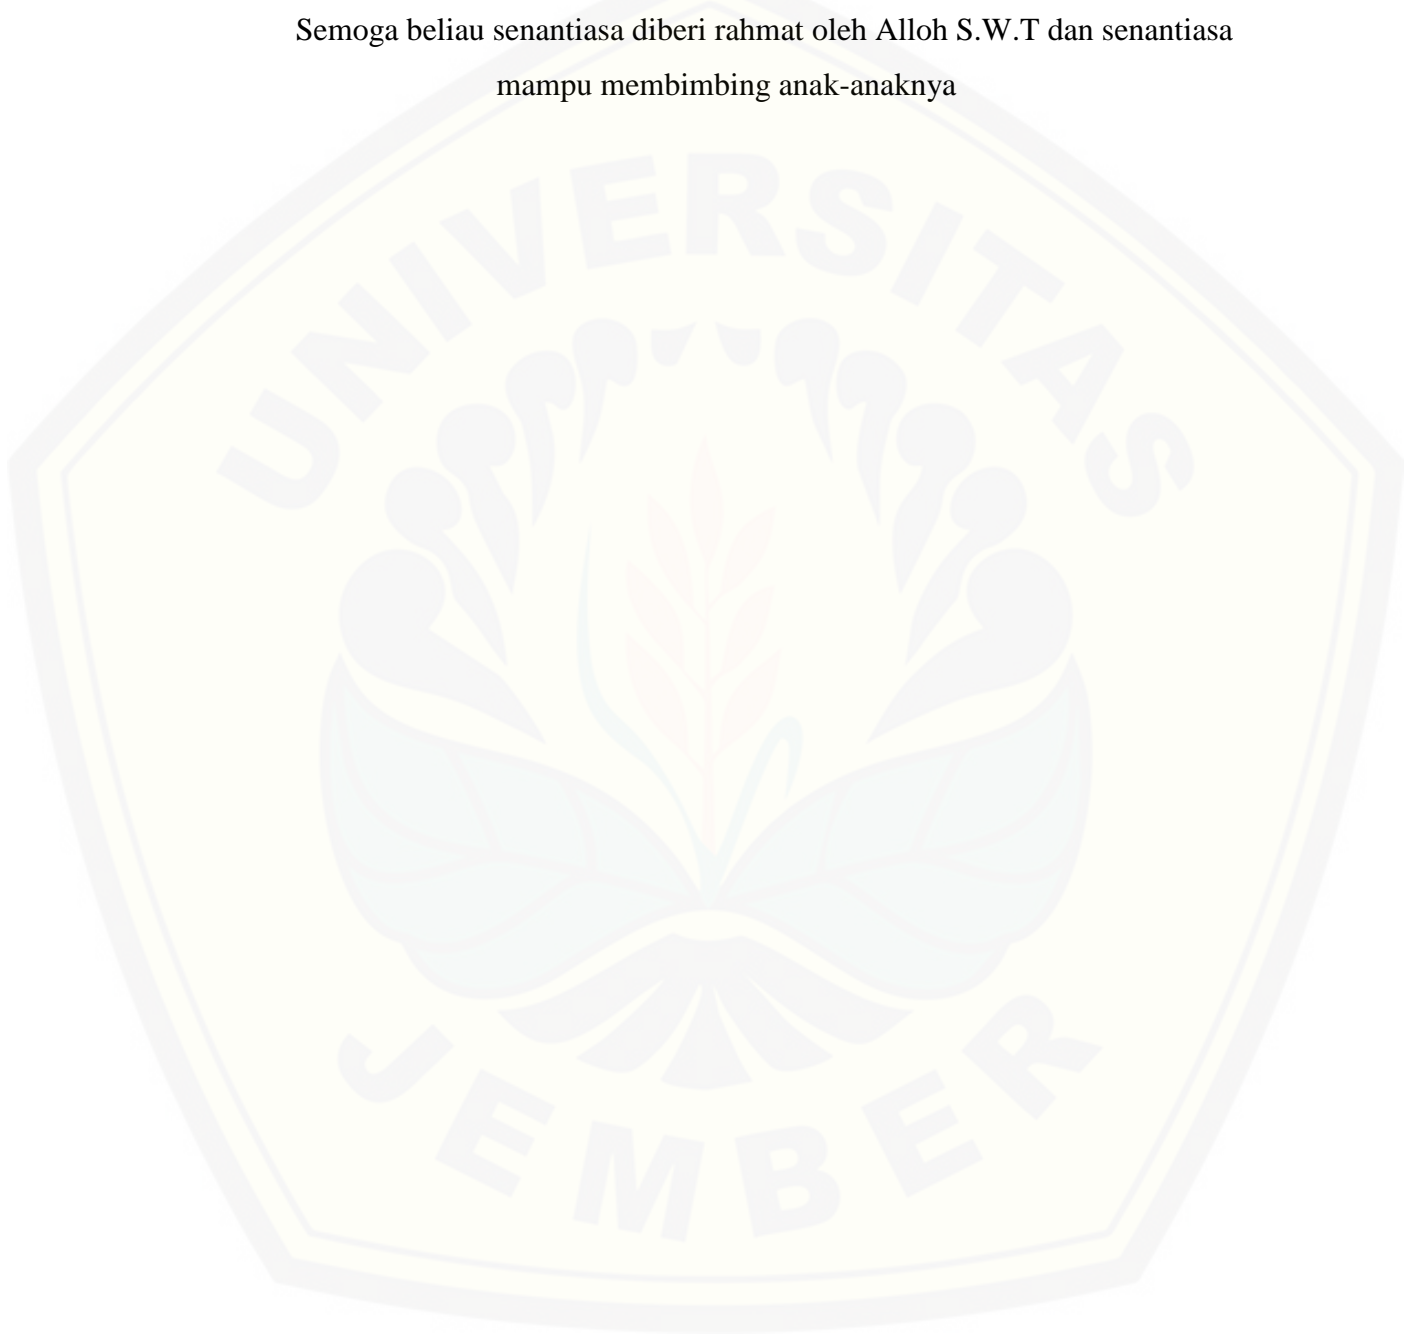 Semoga beliau senantiasa diberi rahmat oleh Alloh S.W.T dan senantiasa
mampu membimbing anak-anaknya
UNIVERSITAS
JEMBER